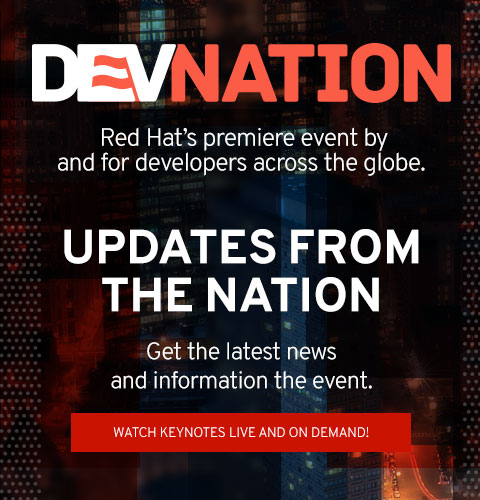 DEVNATION
Red Hat’s premiere event by
and for developers across the globe.
UPDATES FROM
THE NATION
Get the latest news
and information the event.
WATCH KEYNOTES LIVE AND ON DEMAND!